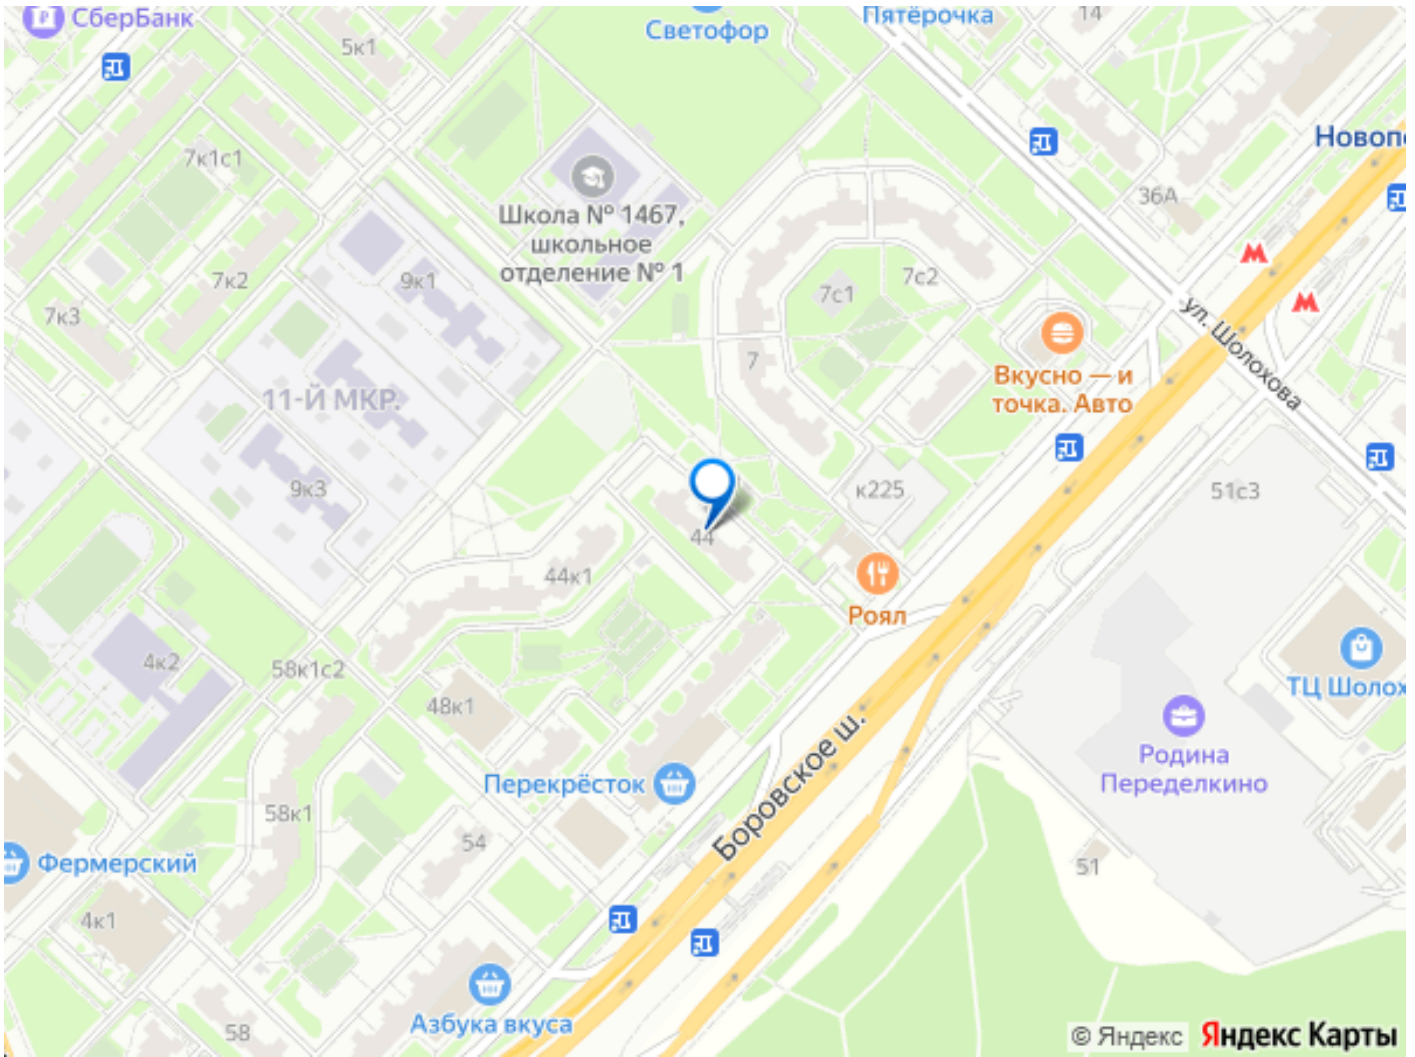 СберБанк
Светофор
Пятёрочка
14
5к1
Новоп
7к1с1
36А
Школа № 1467,
школьное
отделение № 1
7к2
9к1
7с1
7с2
7к3
ул. Шолохова
7
Вкусно — и
точка. Авто
11-Й МКР.
9к3
к225
51с3
44
44к1
Роял
4к2
58к1с2
ТЦ Шолох
48к1
Боровское ш.
Родина
Переделкино
Перекрёсток
58к1
54
Фермерский
51
4к1
Азбука вкуса
58
© Яндекс Яндекс Карты